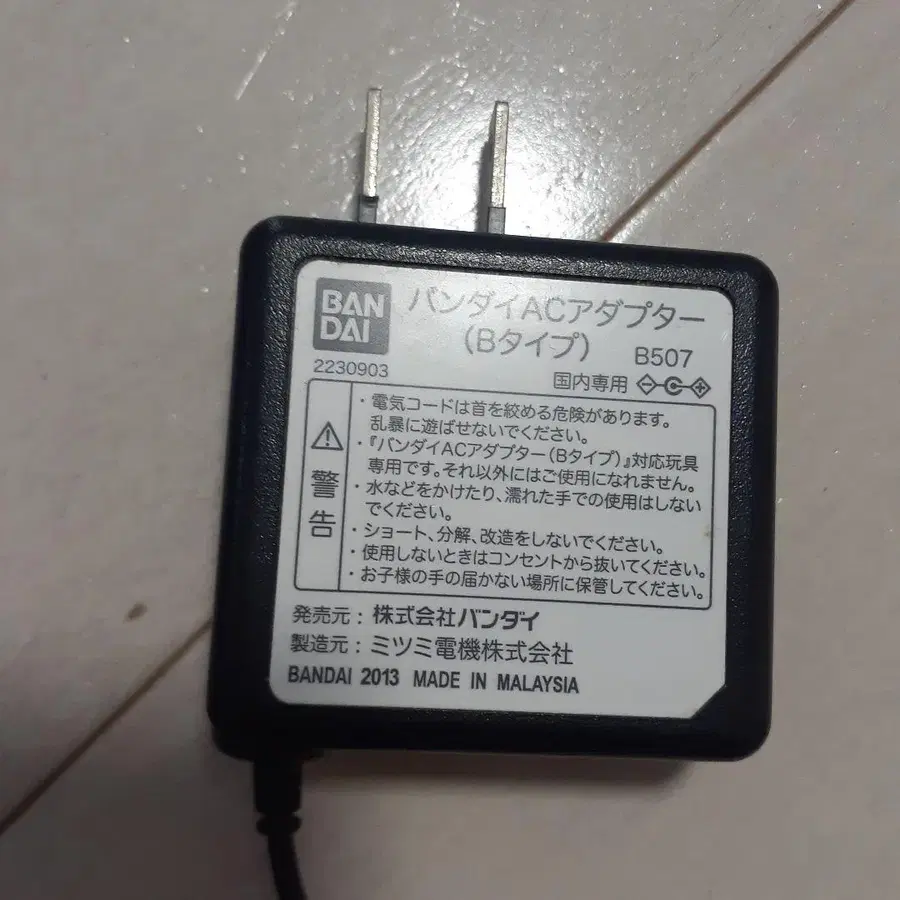 BAN
DAI
バンダイACアダプター
(Bタイプ) B507
2230903
国内専用
・電気コードは首を絞める危険があります。
乱暴に遊ばせないでください。
・『バンダイACアダプター(Bタイプ)』対応玩具
専用です。それ以外にはご使用になれません。
・水などをかけたり、濡れた手での使用はしない
でください。
・ショート、分解、改造をしないでください。
・使用しないときはコンセントから抜いてください。
・お子様の手の届かない場所に保管してください。
警告
発売元:株式会社バンダイ
製造元:ミツミ電機株式会社
BANDAI 2013 MADE IN MALAYSIA